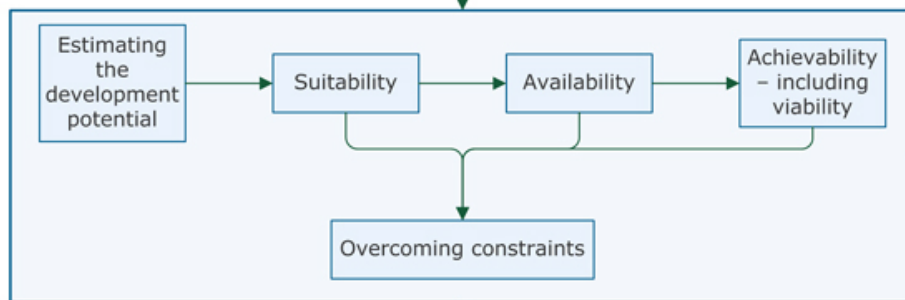 Estimating
the
development
potential
Suitability
Availability
Achievability
– including
viability
Overcoming constraints